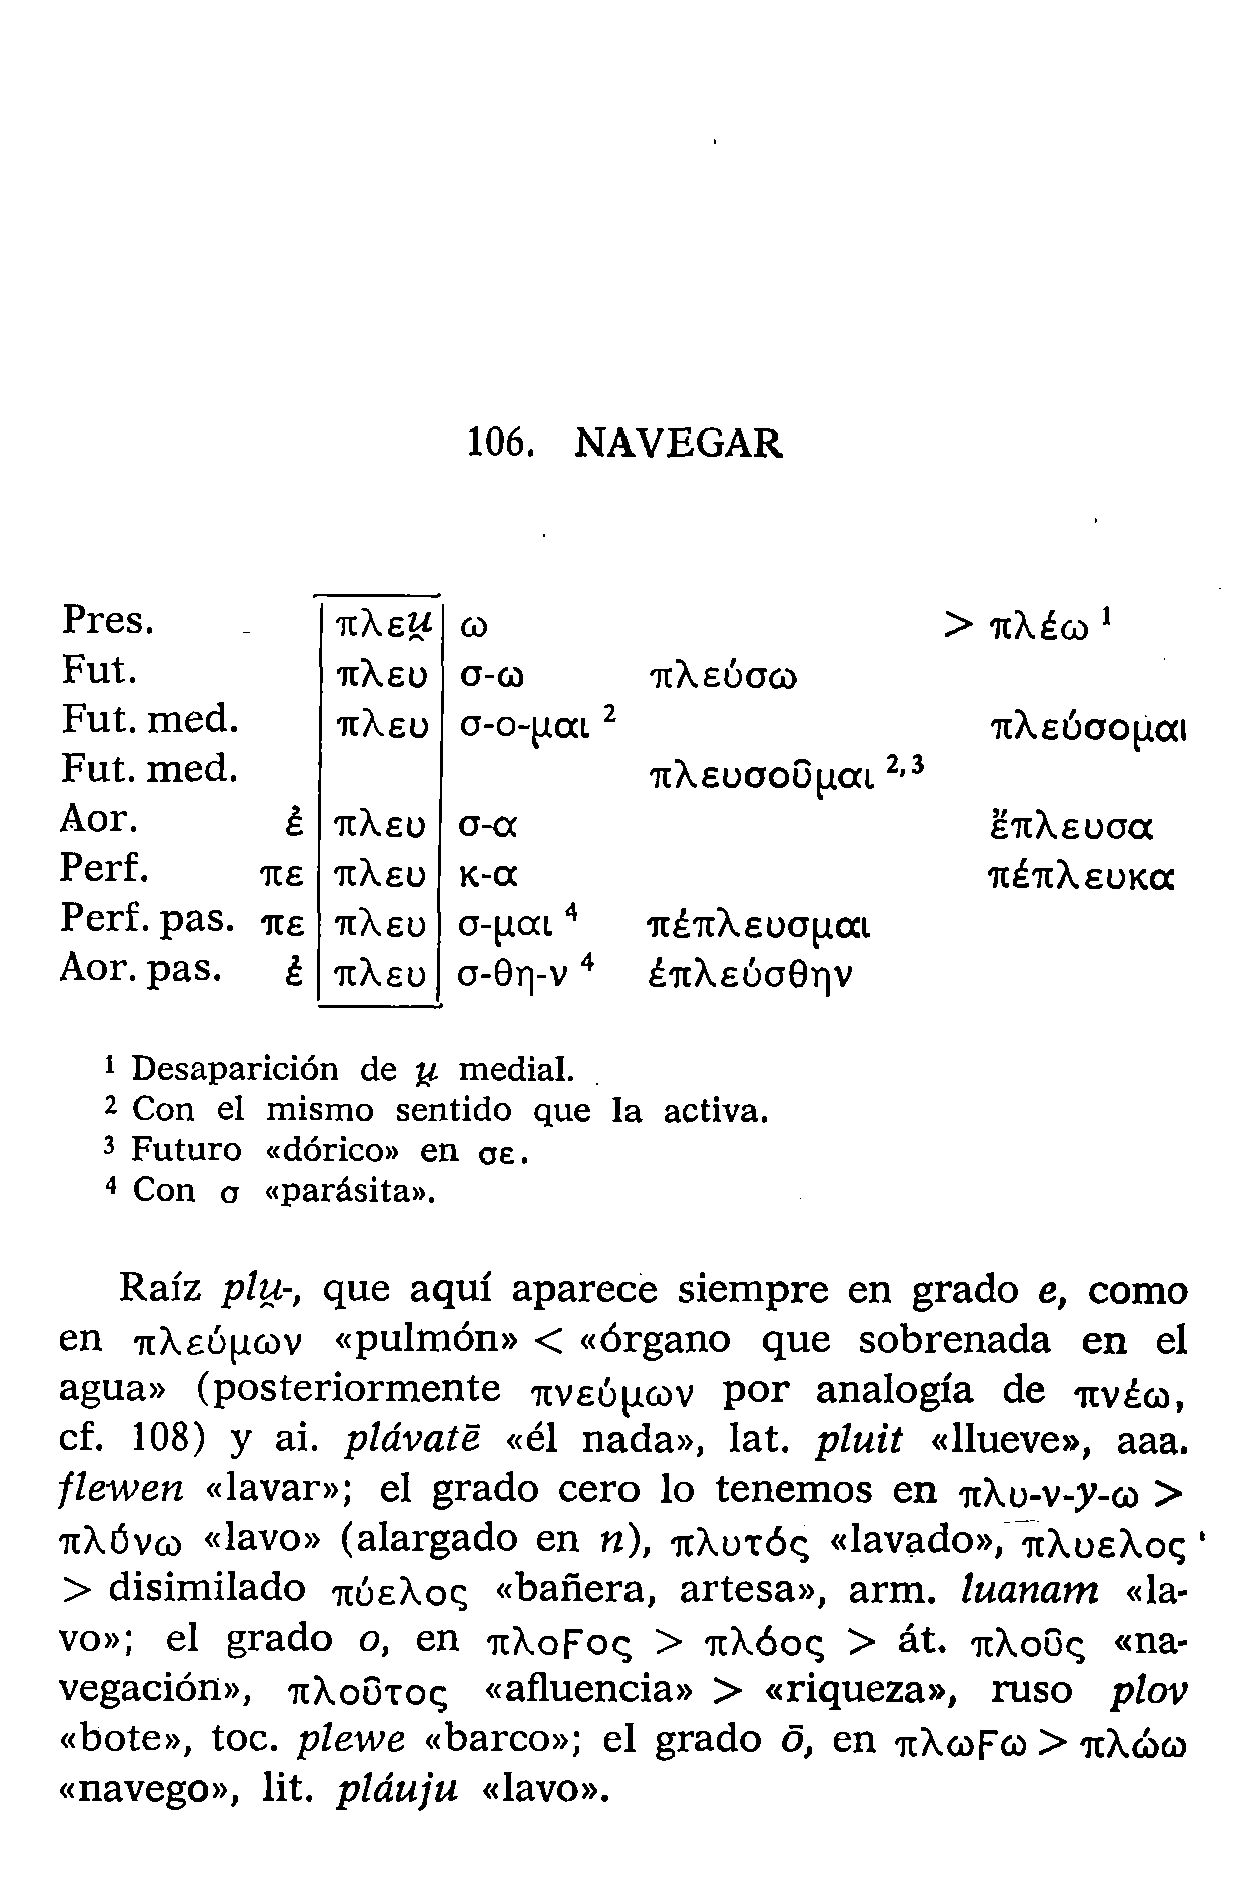 106. NAVEGAR
Pres. πλευ̯ ω > πλέω ¹
Fut. πλευ σ-ω πλεύσω
Fut. med. πλευ σ-ο-μαι ² πλεύσομαι
Fut. med. πλευσοῦμαι ²,³
Aor. ἐ πλευ σ-α ἔπλευσα
Perf. πε πλευ κ-α πέπλευκα
Perf. pas. πε πλευ σ-μαι ⁴ πέπλευσμαι
Aor. pas. ἐ πλευ σ-θη-ν ⁴ ἐπλεύσθην
¹ Desaparición de u̯ medial.
² Con el mismo sentido que la activa.
³ Futuro «dórico» en σε.
⁴ Con σ «parásita».
Raíz plu̯-, que aquí aparece siempre en grado e, como
en πλεύμων «pulmón» < «órgano que sobrenada en el
agua» (posteriormente πνεύμων por analogía de πνέω,
cf. 108) y ai. plávatē «él nada», lat. pluit «llueve», aaa.
flewen «lavar»; el grado cero lo tenemos en πλυ-ν-y-ω >
πλύνω «lavo» (alargado en n), πλυτός «lavado», πλυελος
> disimilado πύελος «bañera, artesa», arm. luanam «la-
vo»; el grado o, en πλοϝος > πλόος > át. πλοῦς «na-
vegación», πλοῦτος «afluencia» > «riqueza», ruso plov
«bote», toc. plewe «barco»; el grado ō, en πλωϝω > πλώω
«navego», lit. pláuju «lavo».